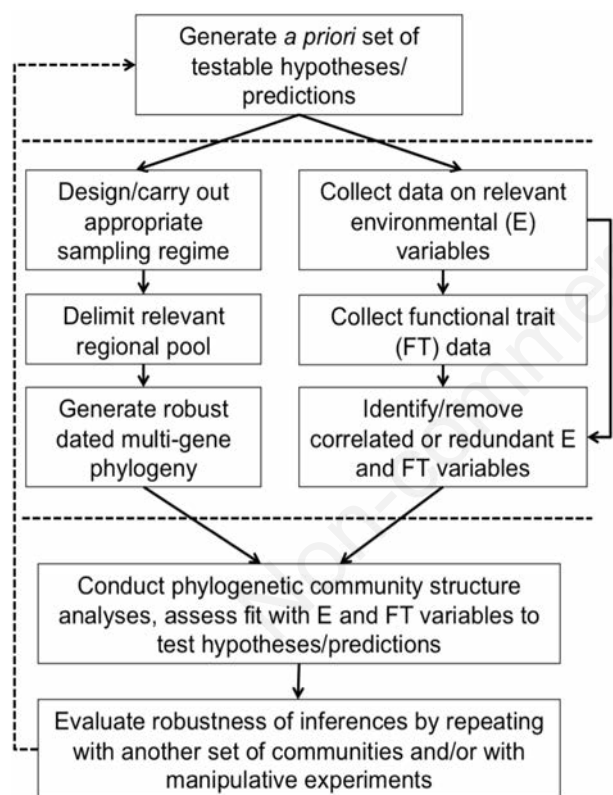 Generate a priori set of
testable hypotheses/
predictions
Design/carry out
appropriate
sampling regime
Collect data on relevant
environmental (E)
variables
Delimit relevant
regional pool
Collect functional trait
(FT) data
Generate robust
dated multi-gene
phylogeny
Identify/remove
correlated or redundant E
and FT variables
Conduct phylogenetic community structure
analyses, assess fit with E and FT variables to
test hypotheses/predictions
Evaluate robustness of inferences by repeating
with another set of communities and/or with
manipulative experiments
Non-commer